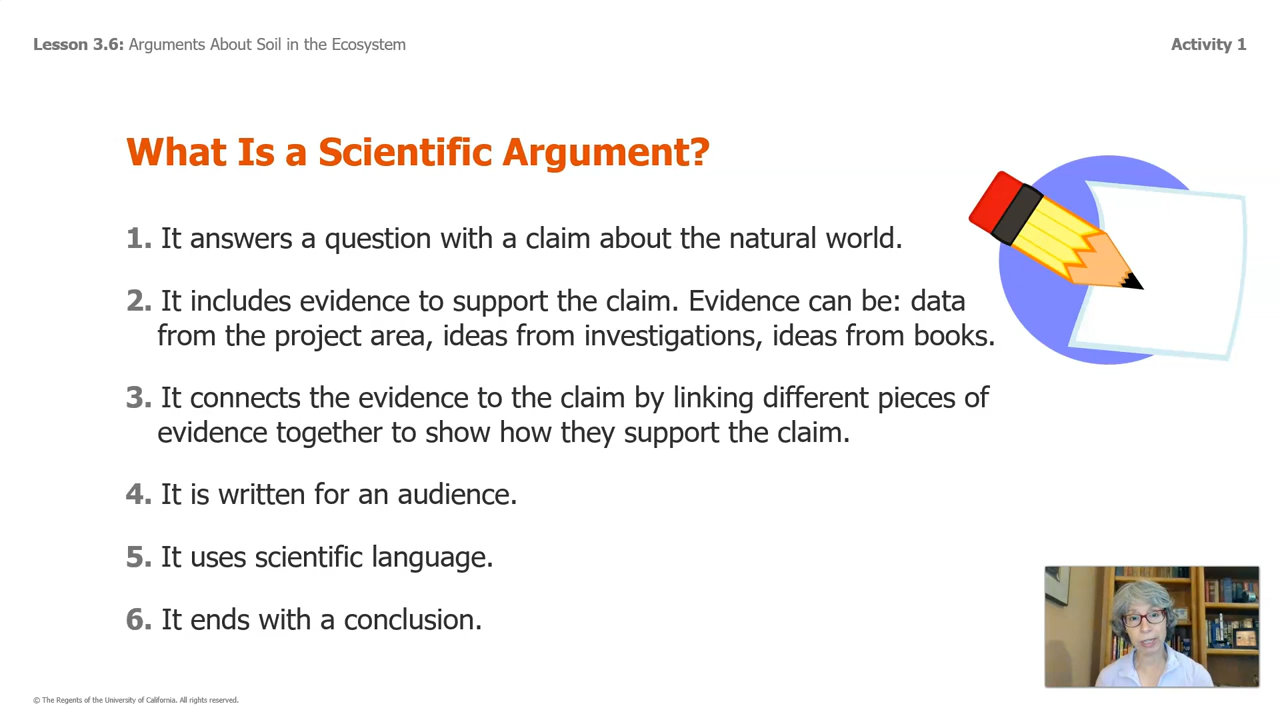 Lesson 3.6: Arguments About Soil in the Ecosystem
Activity 1
What Is a Scientific Argument?
1. It answers a question with a claim about the natural world.
2. It includes evidence to support the claim. Evidence can be: data
from the project area, ideas from investigations, ideas from books.
3. It connects the evidence to the claim by linking different pieces of
evidence together to show how they support the claim.
4. It is written for an audience.
5. It uses scientific language.
6. It ends with a conclusion.
© The Regents of the University of California. All rights reserved.